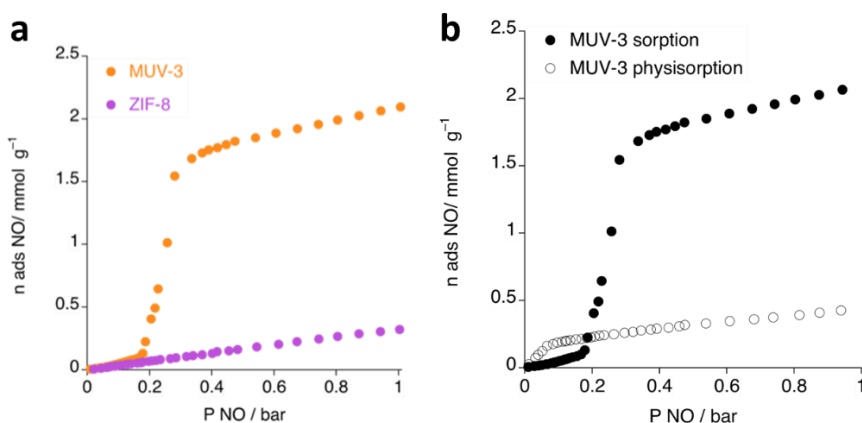 a
2.5
2
1.5
1
0.5
0
0
0.2
0.4
0.6
0.8
1
n ads NO/ mmol g⁻¹
P NO / bar
MUV-3
ZIF-8
b
MUV-3 sorption
MUV-3 physisorption
2.5
2
1.5
1
0.5
0
0
0.2
0.4
0.6
0.8
1
n ads NO/ mmol g⁻¹
P NO / bar